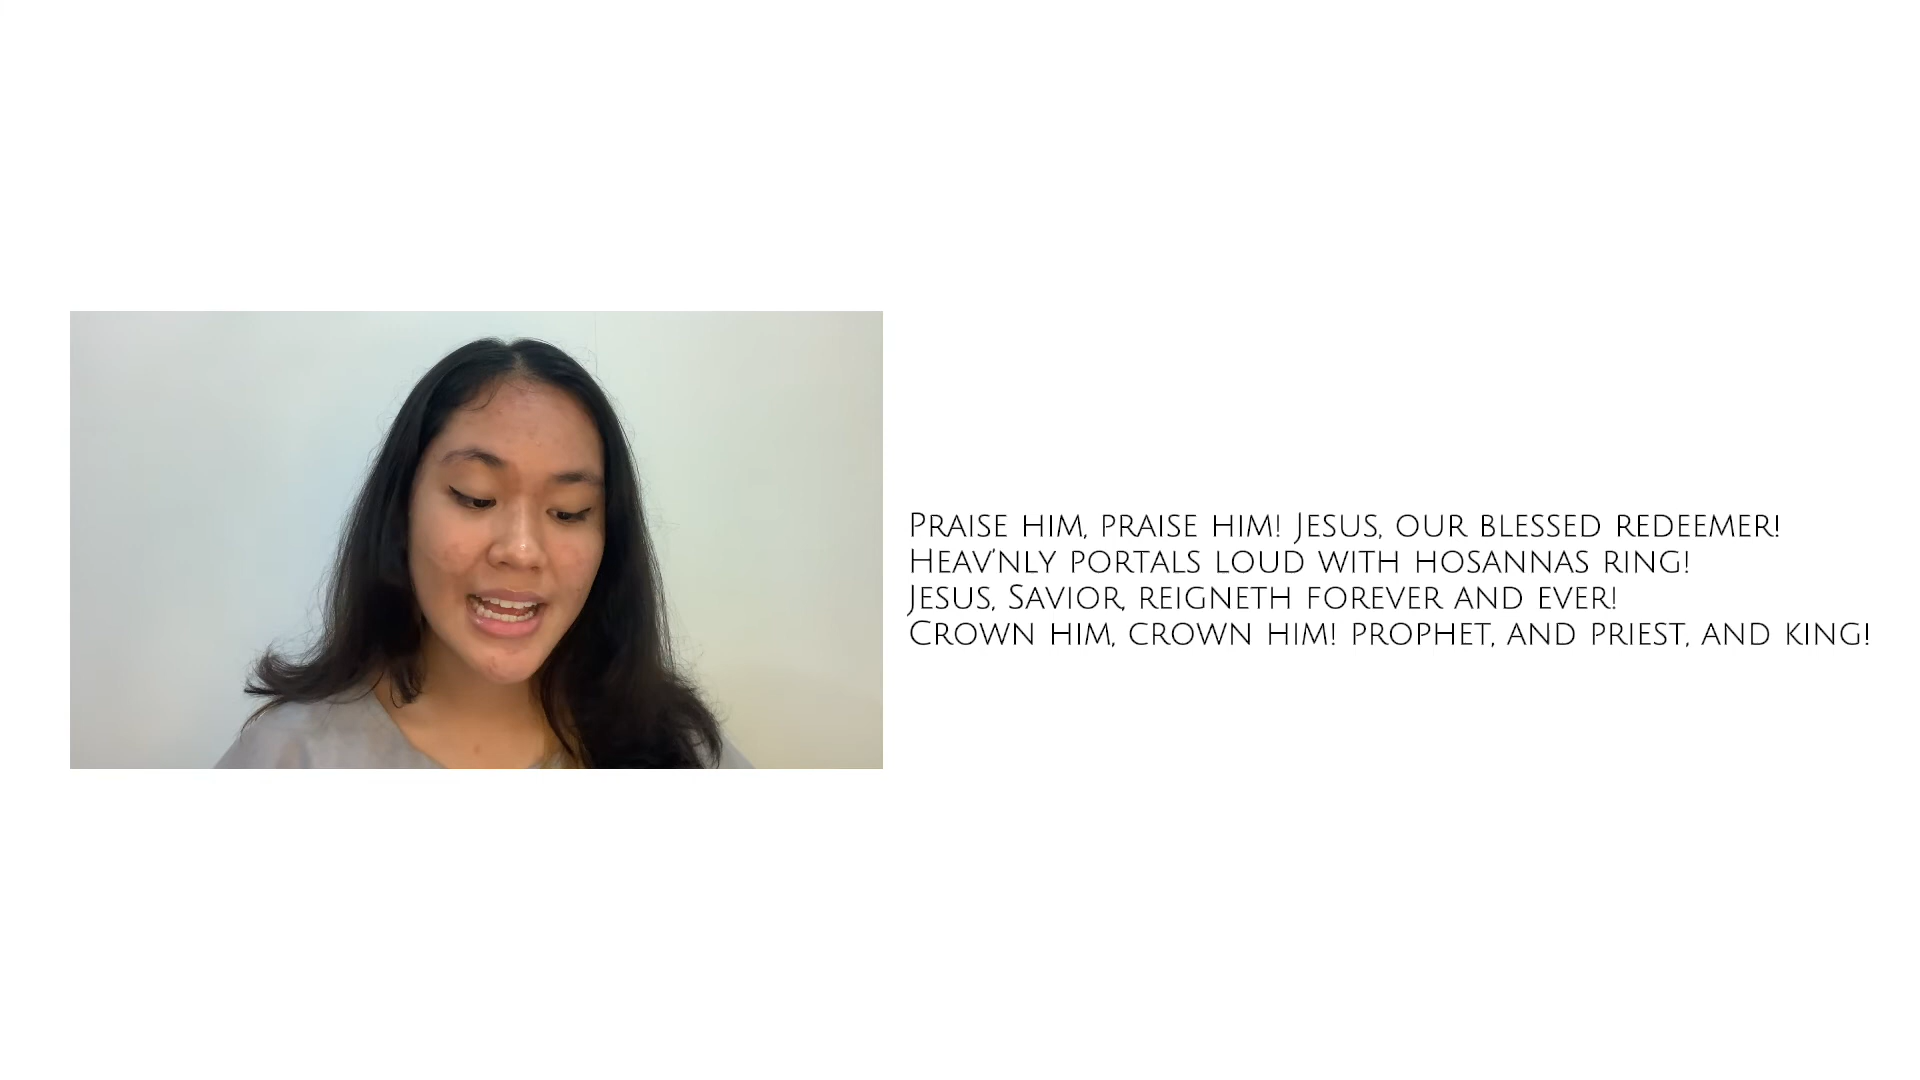 Praise him, praise him! Jesus, our blessed redeemer!
Heav'nly portals loud with hosannas ring!
Jesus, Savior, reigneth forever and ever!
Crown him, crown him! prophet, and priest, and king!